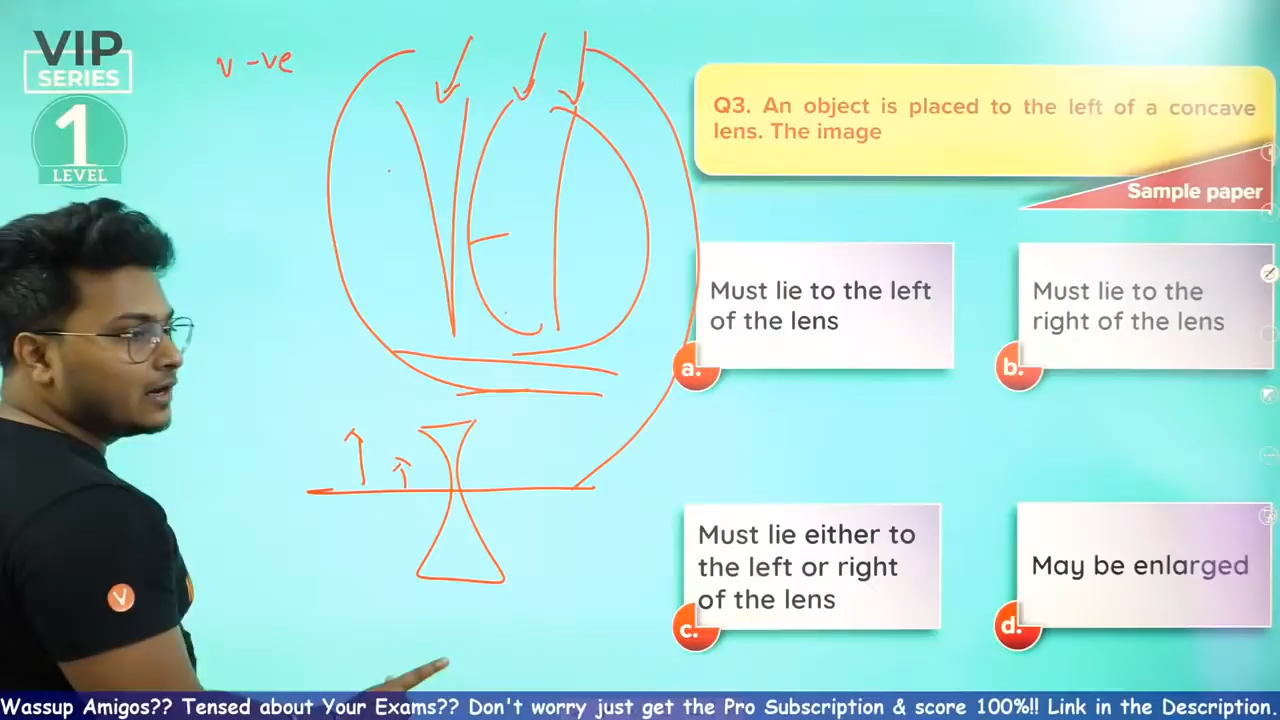 VIP
SERIES
1
LEVEL
v -ve
VED
Q3. An object is placed to the left of a concave
lens. The image
Sample paper
Must lie to the left
of the lens
a.
Must lie to the
right of the lens
b.
Must lie either to
the left or right
of the lens
c.
May be enlarged
d.
V
Wassup Amigos?? Tensed about Your Exams?? Don't worry just get the Pro Subscription & score 100%!! Link in the Description.